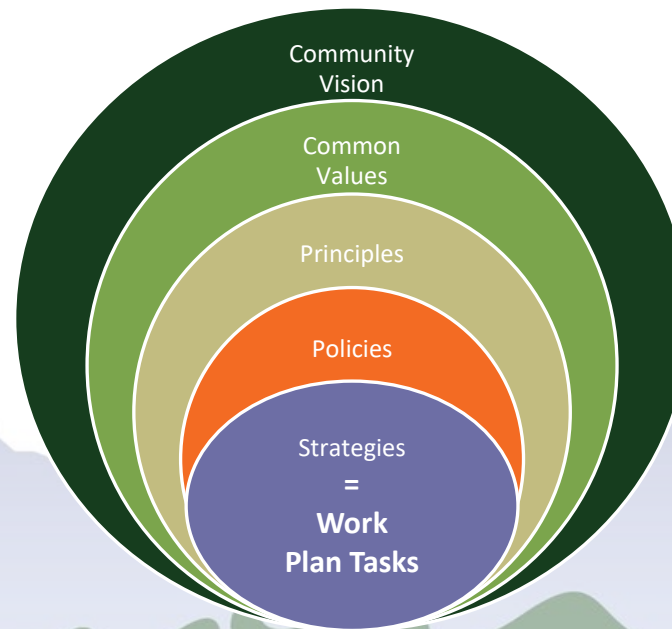 Community
Vision
Common
Values
Principles
Policies
Strategies
=
Work
Plan Tasks